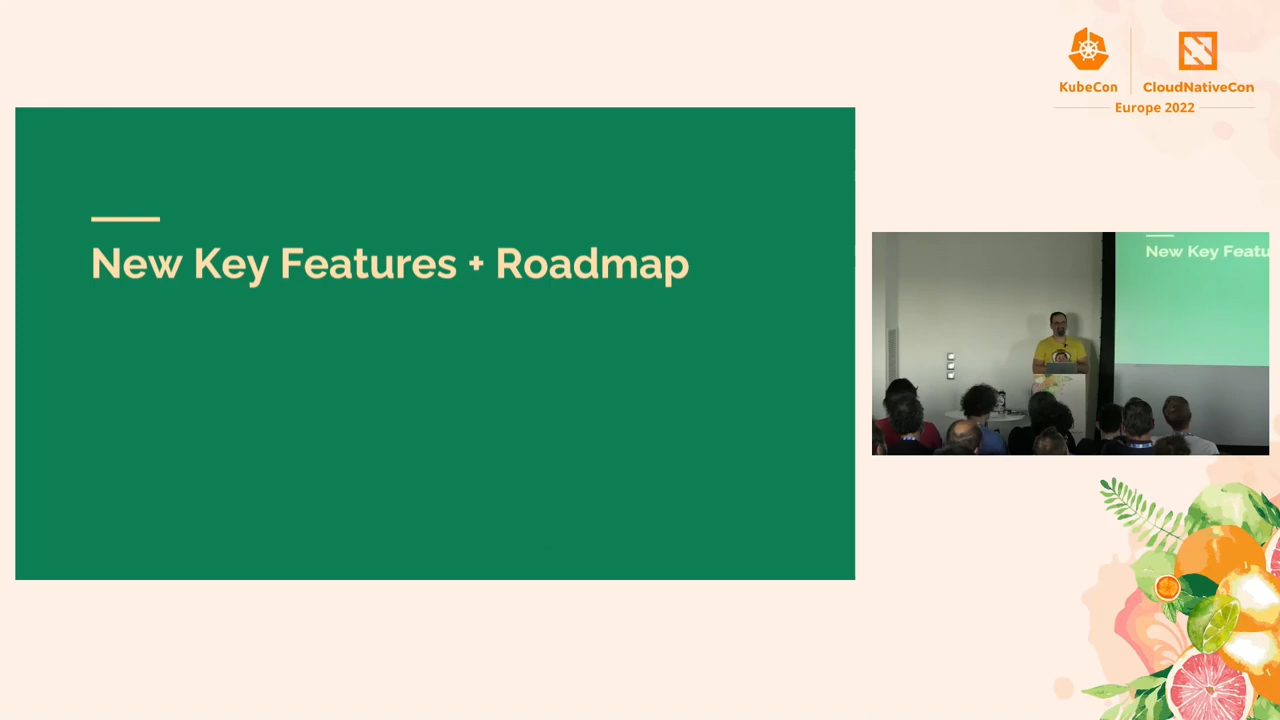 KubeCon
CloudNativeCon
Europe 2022
New Key Features + Roadmap
New Key Featu